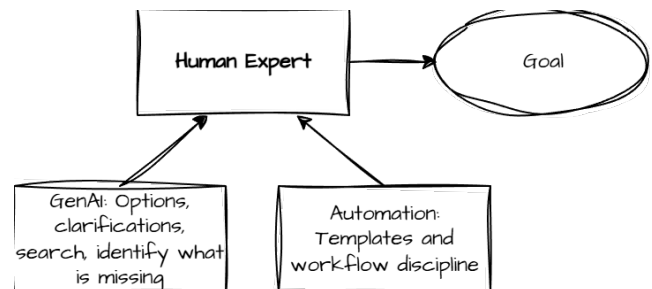 Human Expert
Goal
GenAI: Options,
clarifications,
search, identify what
is missing
Automation:
Templates and
workflow discipline